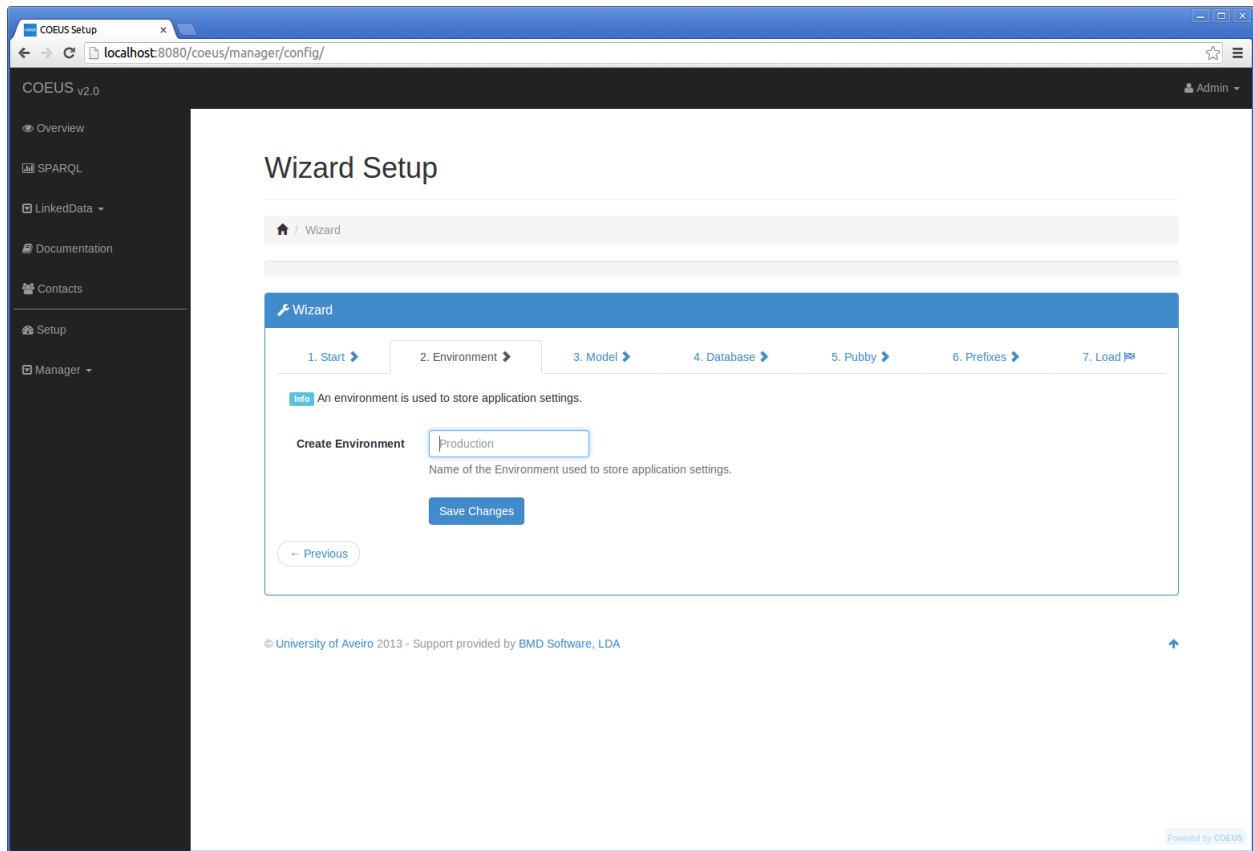 COEUS Setup
localhost:8080/coeus/manager/config/
COEUS v2.0
Admin
Overview
SPARQL
LinkedData
Documentation
Contacts
Setup
Manager
Wizard Setup
/ Wizard
Wizard
1. Start 2. Environment 3. Model 4. Database 5. Pubby 6. Prefixes 7. Load
Info An environment is used to store application settings.
Create Environment Production
Name of the Environment used to store application settings.
Save Changes
← Previous
© University of Aveiro 2013 - Support provided by BMD Software, LDA
Powered by COEUS